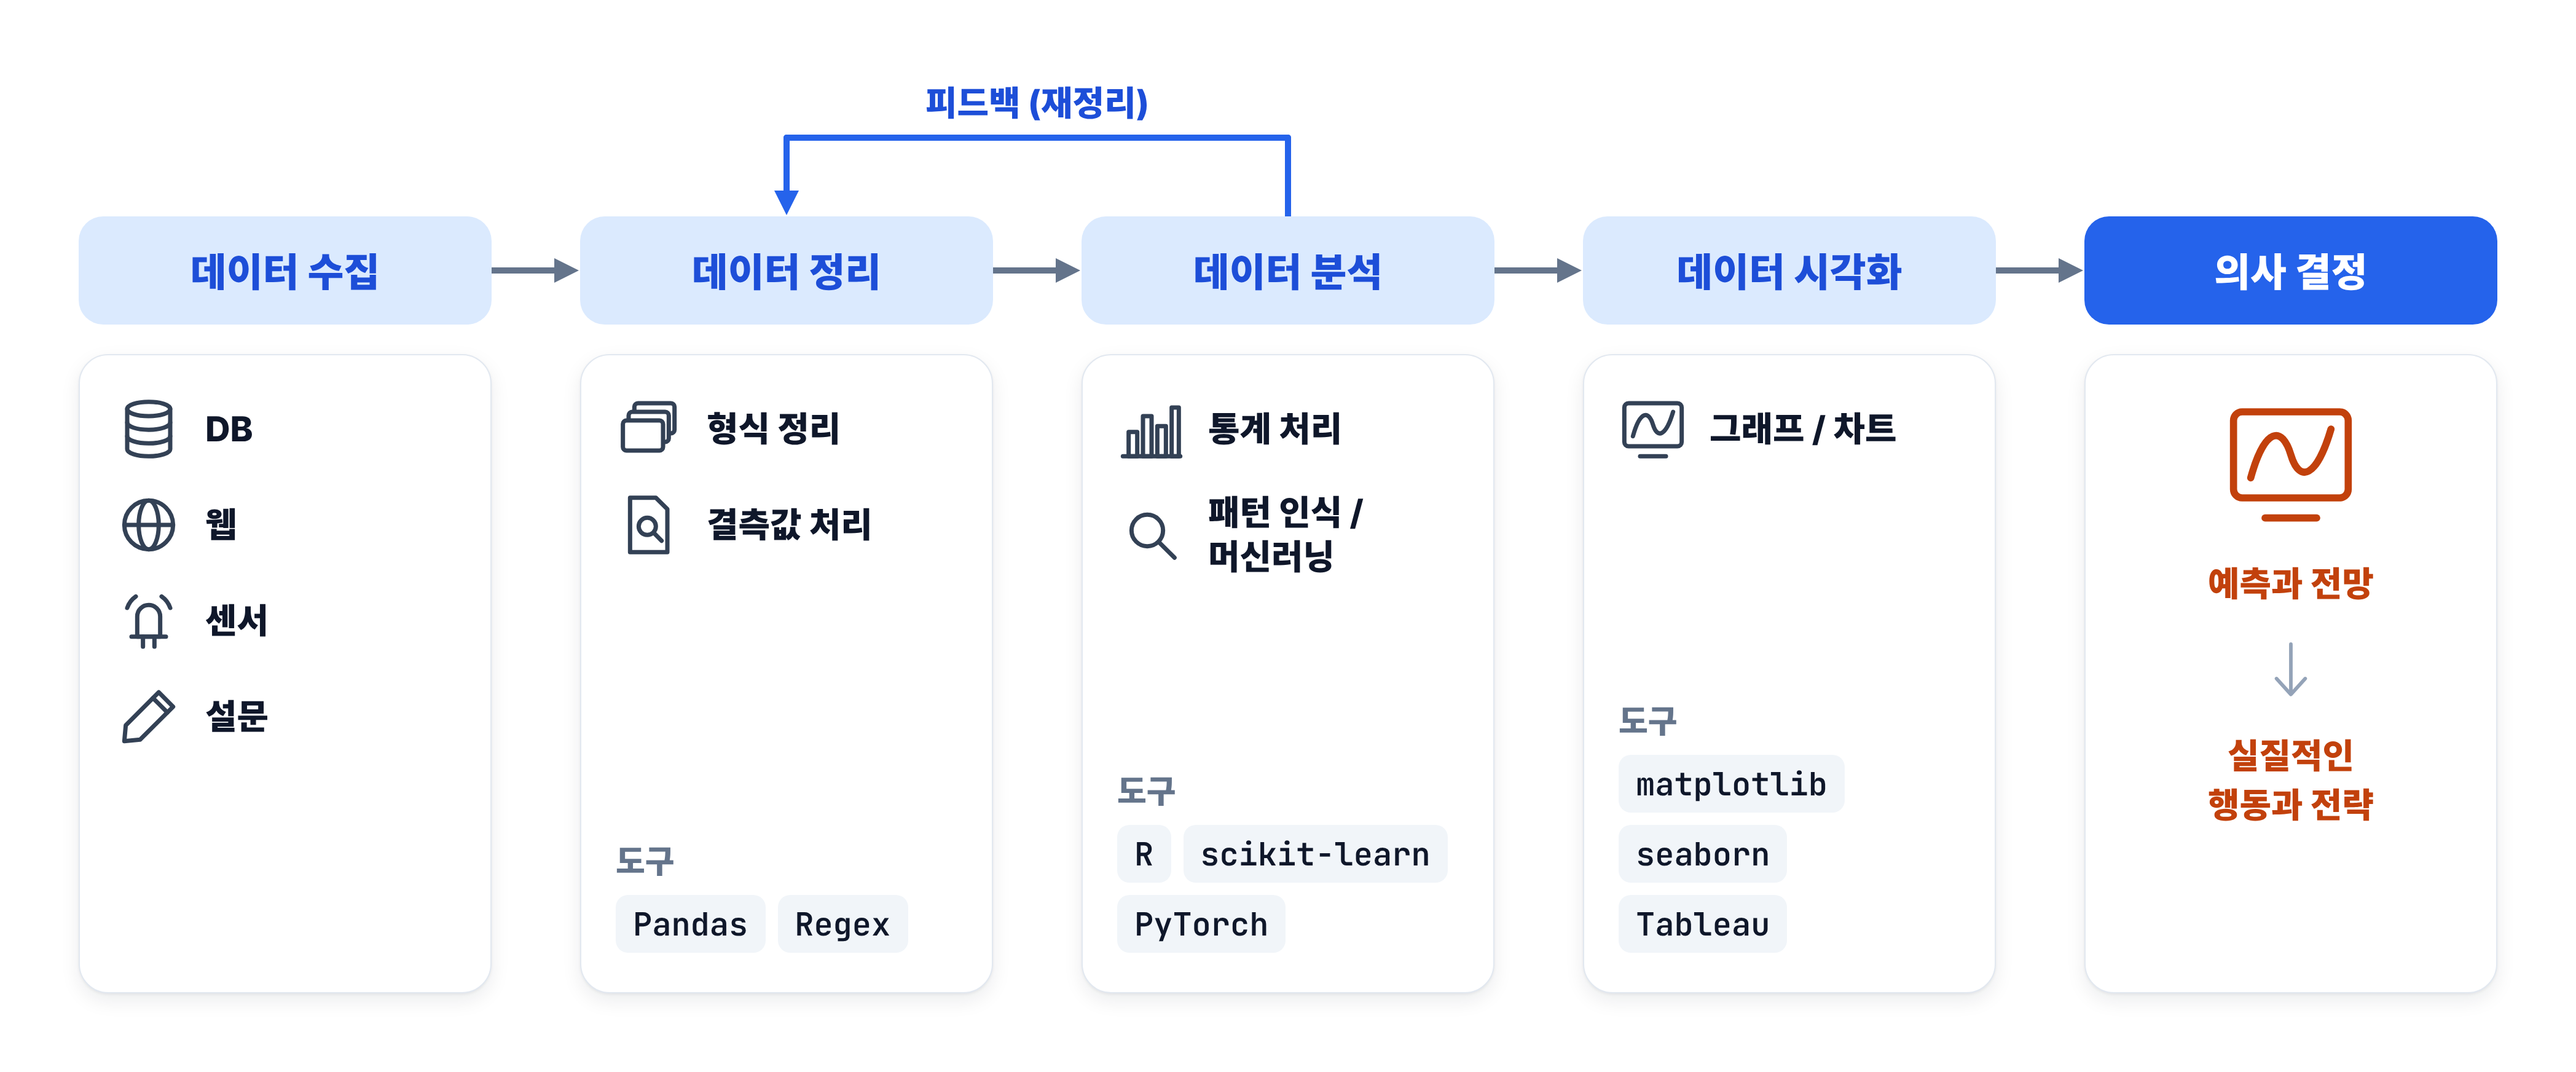 피드백 (재정리)
데이터 수집
데이터 정리
데이터 분석
데이터 시각화
의사 결정
DB
웹
센서
설문
형식 정리
결측값 처리
도구
Pandas Regex
통계 처리
패턴 인식 /
머신러닝
도구
R scikit-learn
PyTorch
그래프 / 차트
도구
matplotlib
seaborn
Tableau
예측과 전망
실질적인
행동과 전략